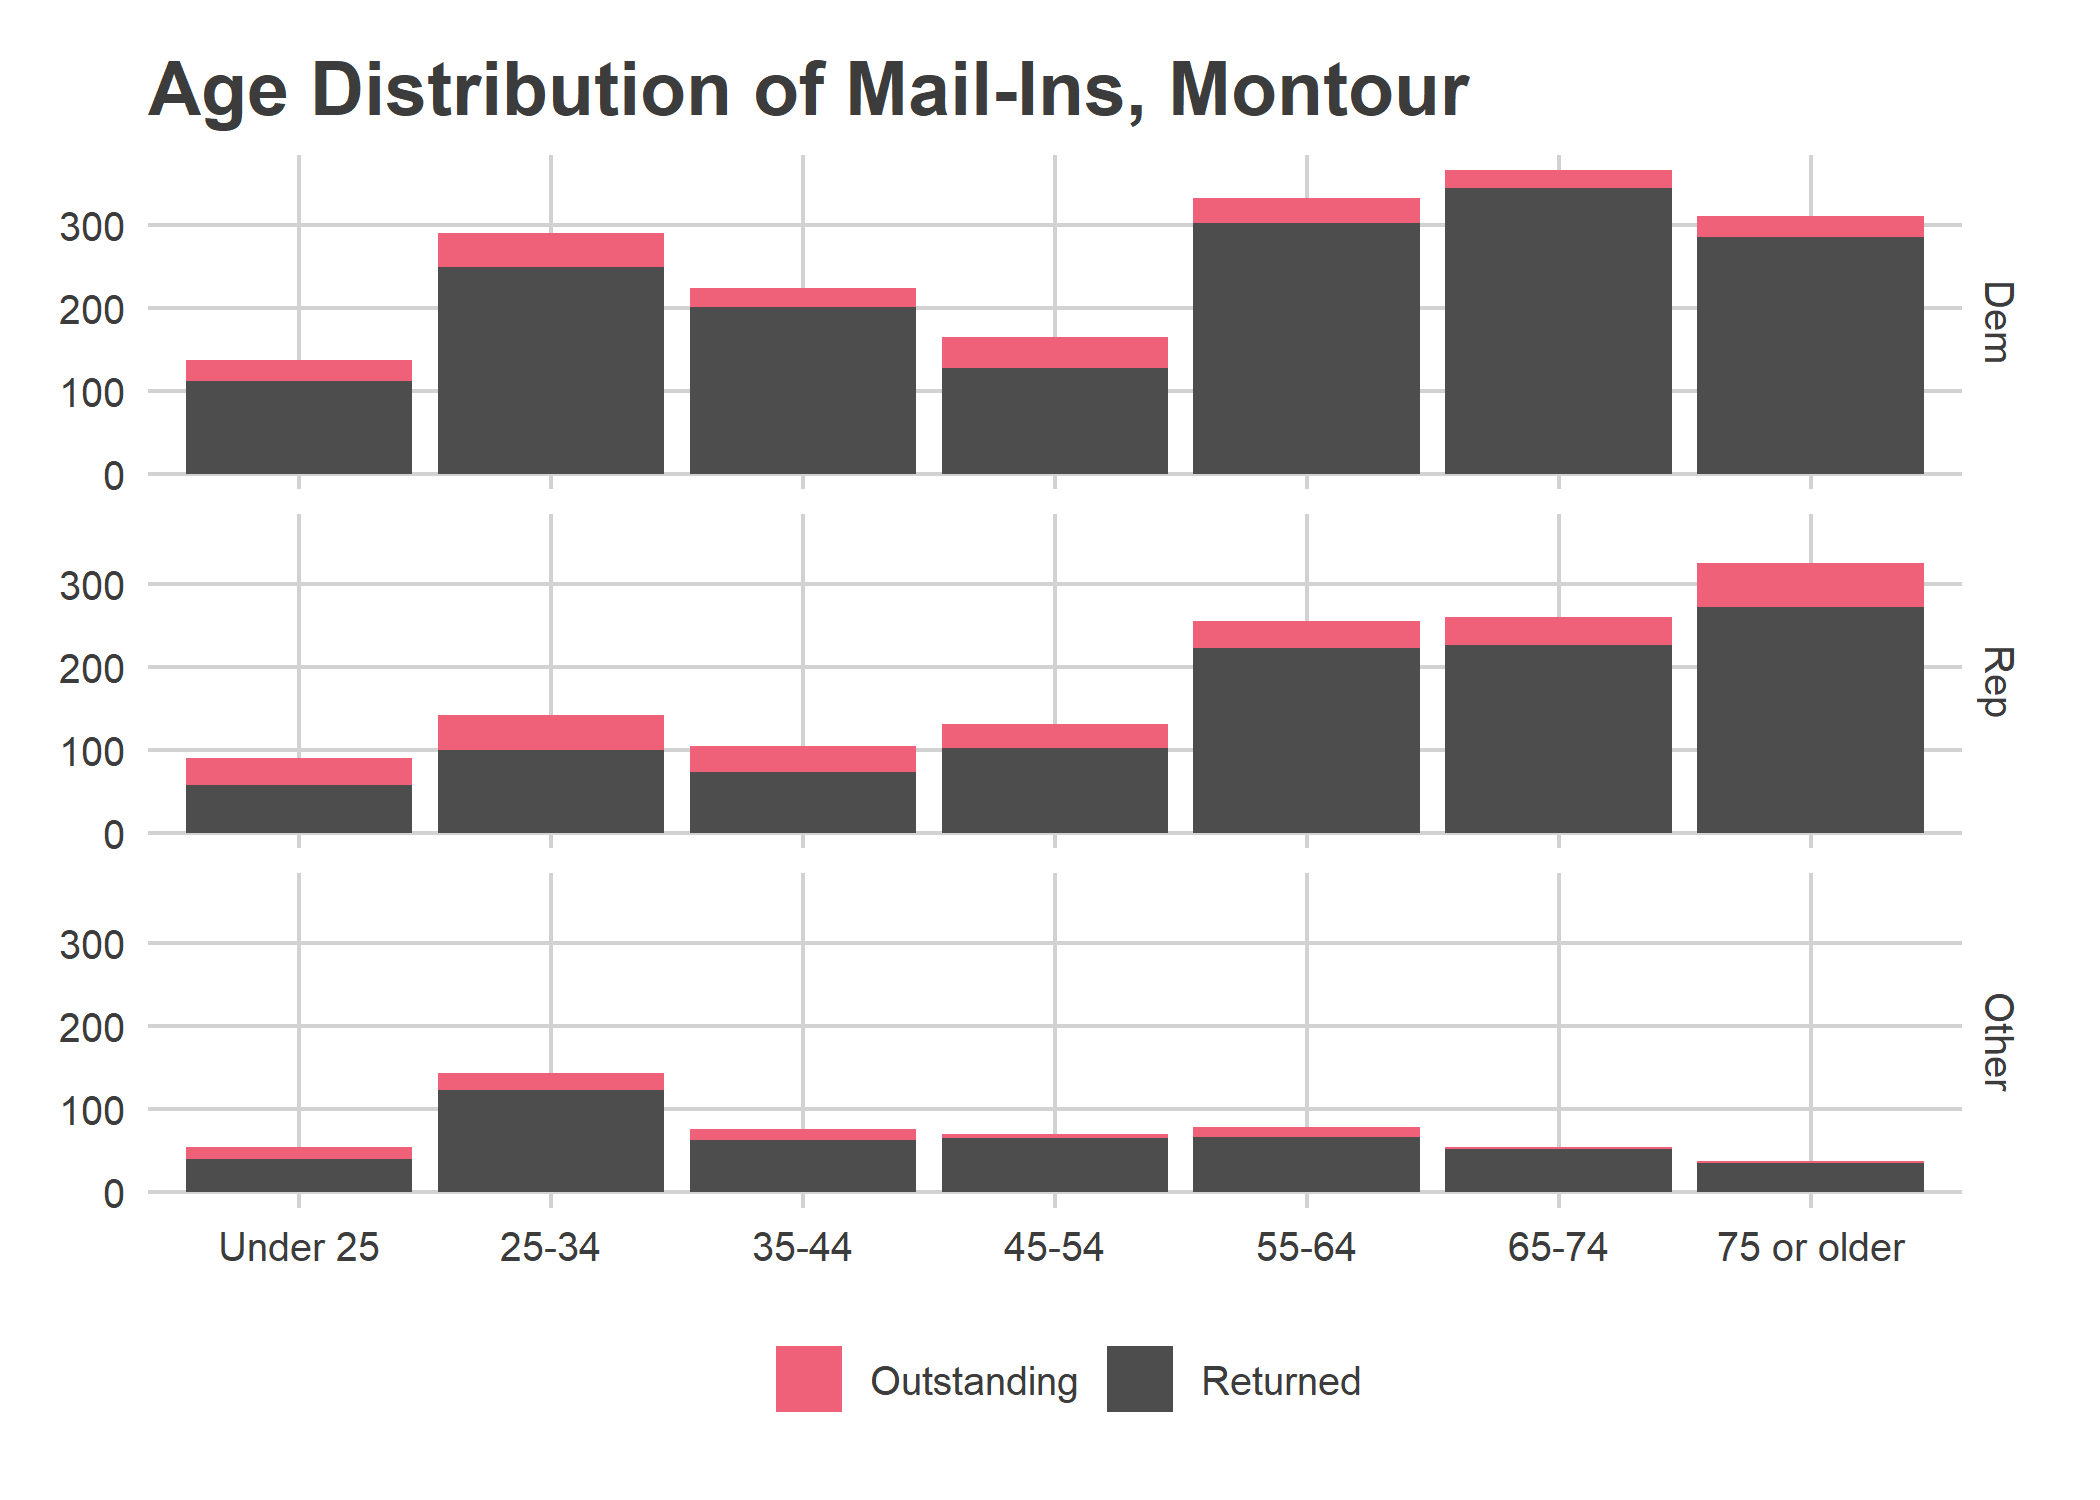 Age Distribution of Mail-Ins, Montour
300
200
100
0
Dem
300
200
100
0
Rep
300
200
100
0
Other
Under 25 25-34 35-44 45-54 55-64 65-74 75 or older
Outstanding Returned